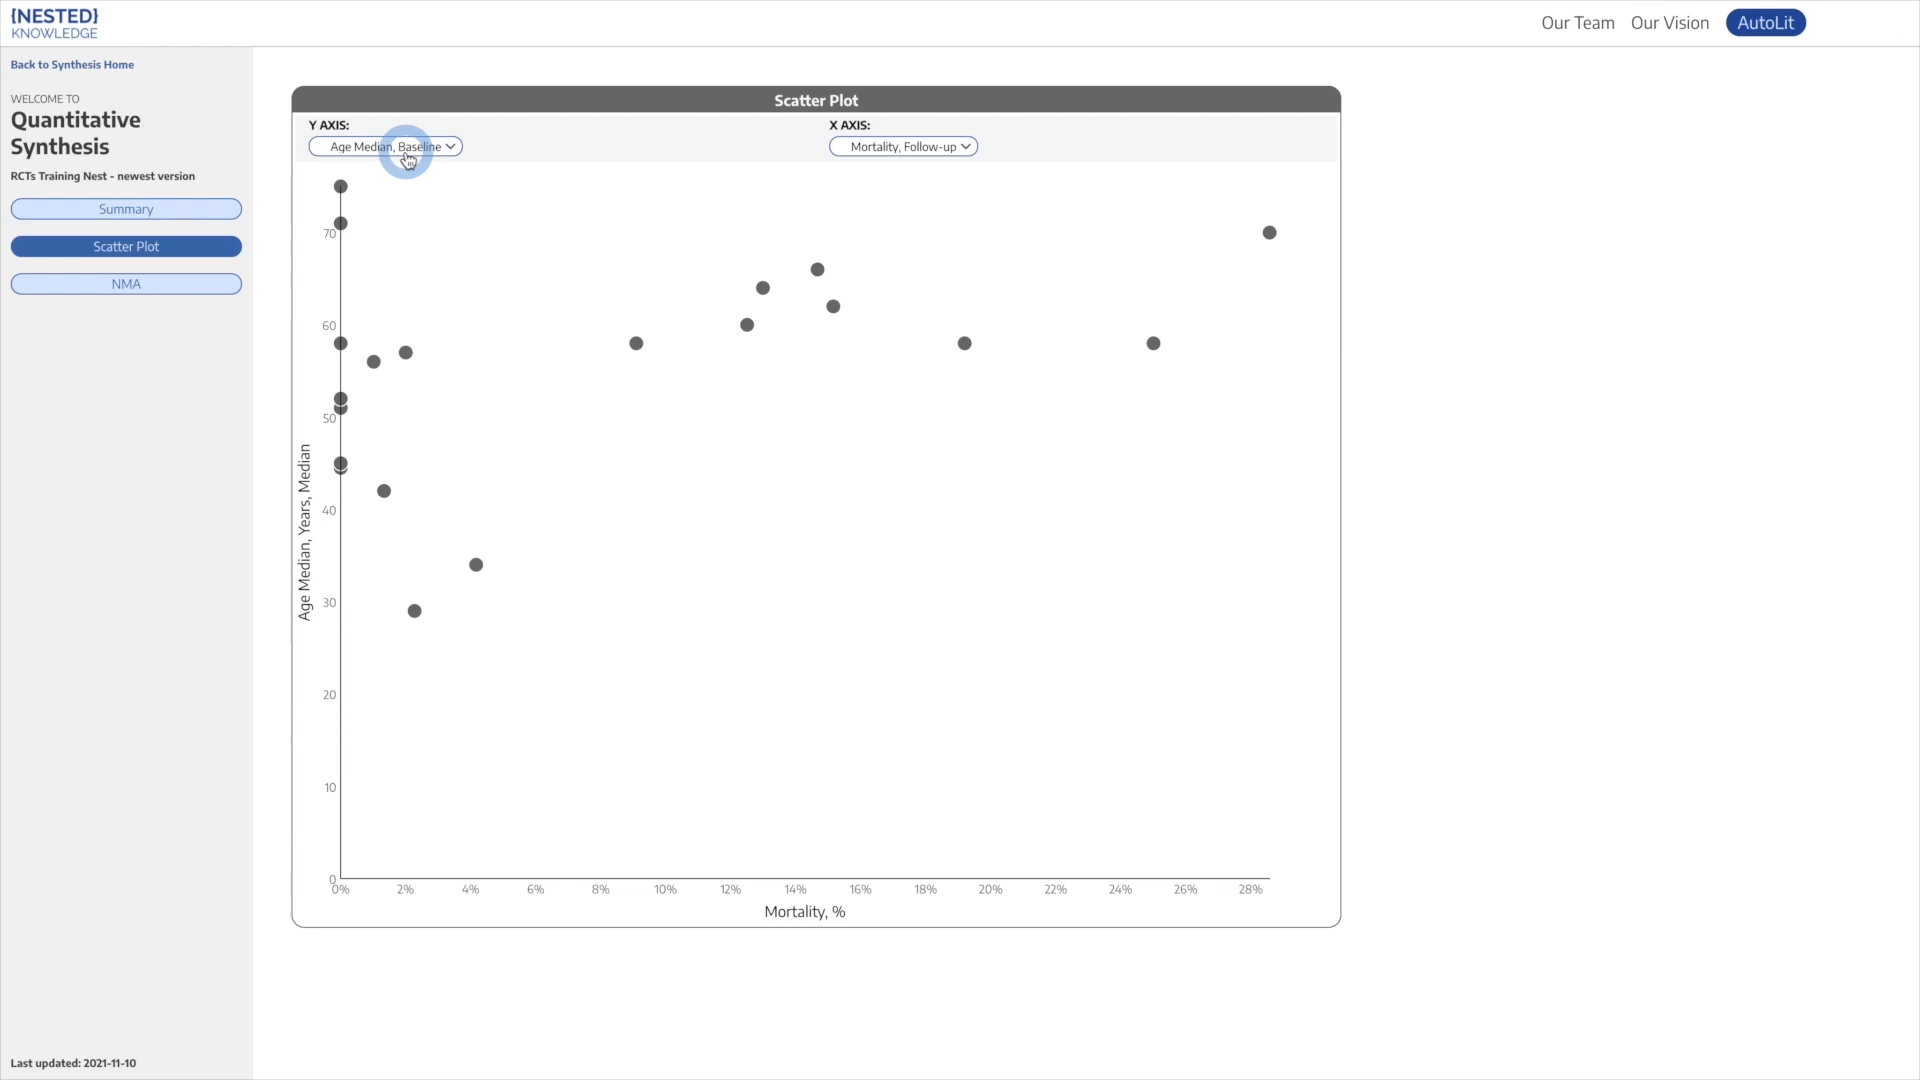 {NESTED}
KNOWLEDGE
Our Team
Our Vision
AutoLit
Back to Synthesis Home
WELCOME TO
Quantitative
Synthesis
RCTs Training Nest - newest version
Summary
Scatter Plot
NMA
Last updated: 2021-11-10
Scatter Plot
Y AXIS:
Age Median, Baseline
X AXIS:
Mortality, Follow-up
Age Median, Years, Median
70
60
50
40
30
20
10
0
0% 2% 4% 6% 8% 10% 12% 14% 16% 18% 20% 22% 24% 26% 28%
Mortality, %